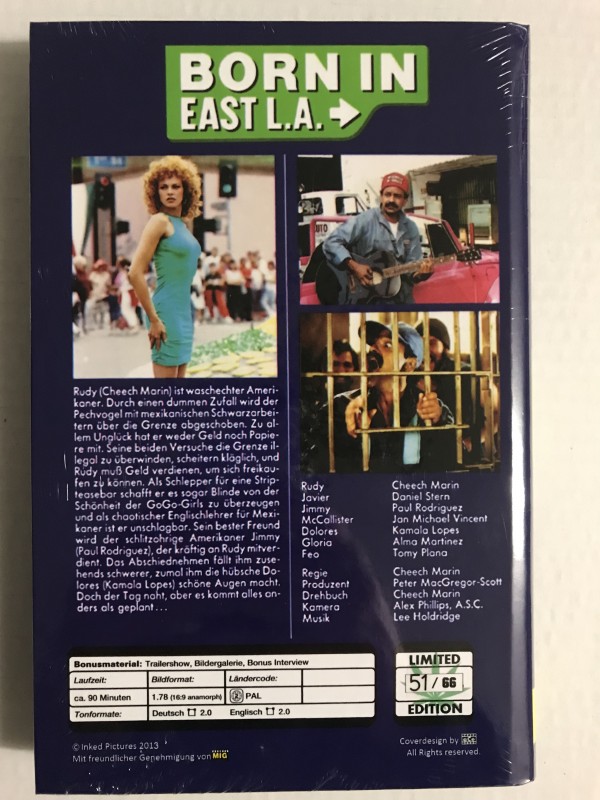 BORN IN
EAST L.A.
UTO
Rudy (Cheech Marin) ist waschechter Ameri-
kaner. Durch einen dummen Zufall wird der
Pechvogel mit mexikanischen Schwarzarbei-
tern über die Grenze abgeschoben. Zu al-
lem Unglück hat er weder Geld noch Papie-
re mit. Seine beiden Versuche die Grenze il-
legal zu überwinden, scheitern kläglich, und
Rudy muß Geld verdienen, um sich freikau-
fen zu können. Als Schlepper für eine Strip-
teasebar schafft er es sogar Blinde von der
Schönheit der GoGo-Girls zu überzeugen
und als chaotischer Englischlehrer für Mexi-
kaner ist er unschlagbar. Sein bester Freund
wird der schlitzohrige Amerikaner Jimmy
(Paul Rodriguez), der kräftig an Rudy mitver-
dient. Das Abschiednehmen fällt ihm zuse-
hends schwerer, zumal ihm die hübsche Do-
lores (Kamala Lopes) schöne Augen macht.
Doch der Tag naht, aber es kommt alles an-
ders als geplant...
Rudy Cheech Marin
Javier Daniel Stern
Jimmy Paul Rodriguez
McCallister Jan Michael Vincent
Dolores Kamala Lopes
Gloria Alma Martinez
Feo Tomy Plana
Regie Cheech Marin
Produzent Peter MacGregor-Scott
Drehbuch Cheech Marin
Kamera Alex Phillips, A.S.C.
Musik Lee Holdridge
Bonusmaterial: Trailershow, Bildergalerie, Bonus Interview
Laufzeit: Bildformat: Ländercode:
ca. 90 Minuten 1.78 (16:9 anamorph) 2 PAL
Tonformate: Deutsch 2.0 Englisch 2.0
LIMITED
51/66
EDITION
© Inked Pictures 2013
Mit freundlicher Genehmigung von MIG
Coverdesign by
All Rights reserved.